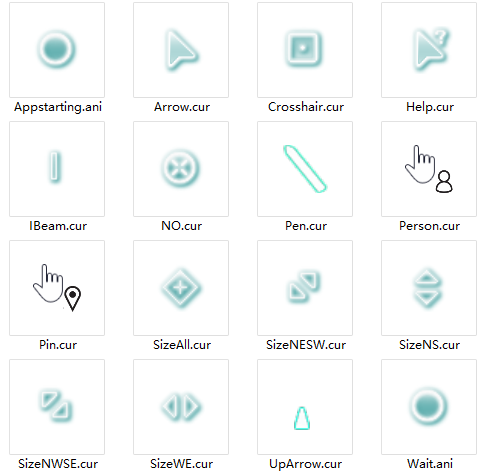 Appstarting.ani Arrow.cur Crosshair.cur Help.cur
IBeam.cur NO.cur Pen.cur Person.cur
Pin.cur SizeAll.cur SizeNESW.cur SizeNS.cur
SizeNWSE.cur SizeWE.cur UpArrow.cur Wait.ani